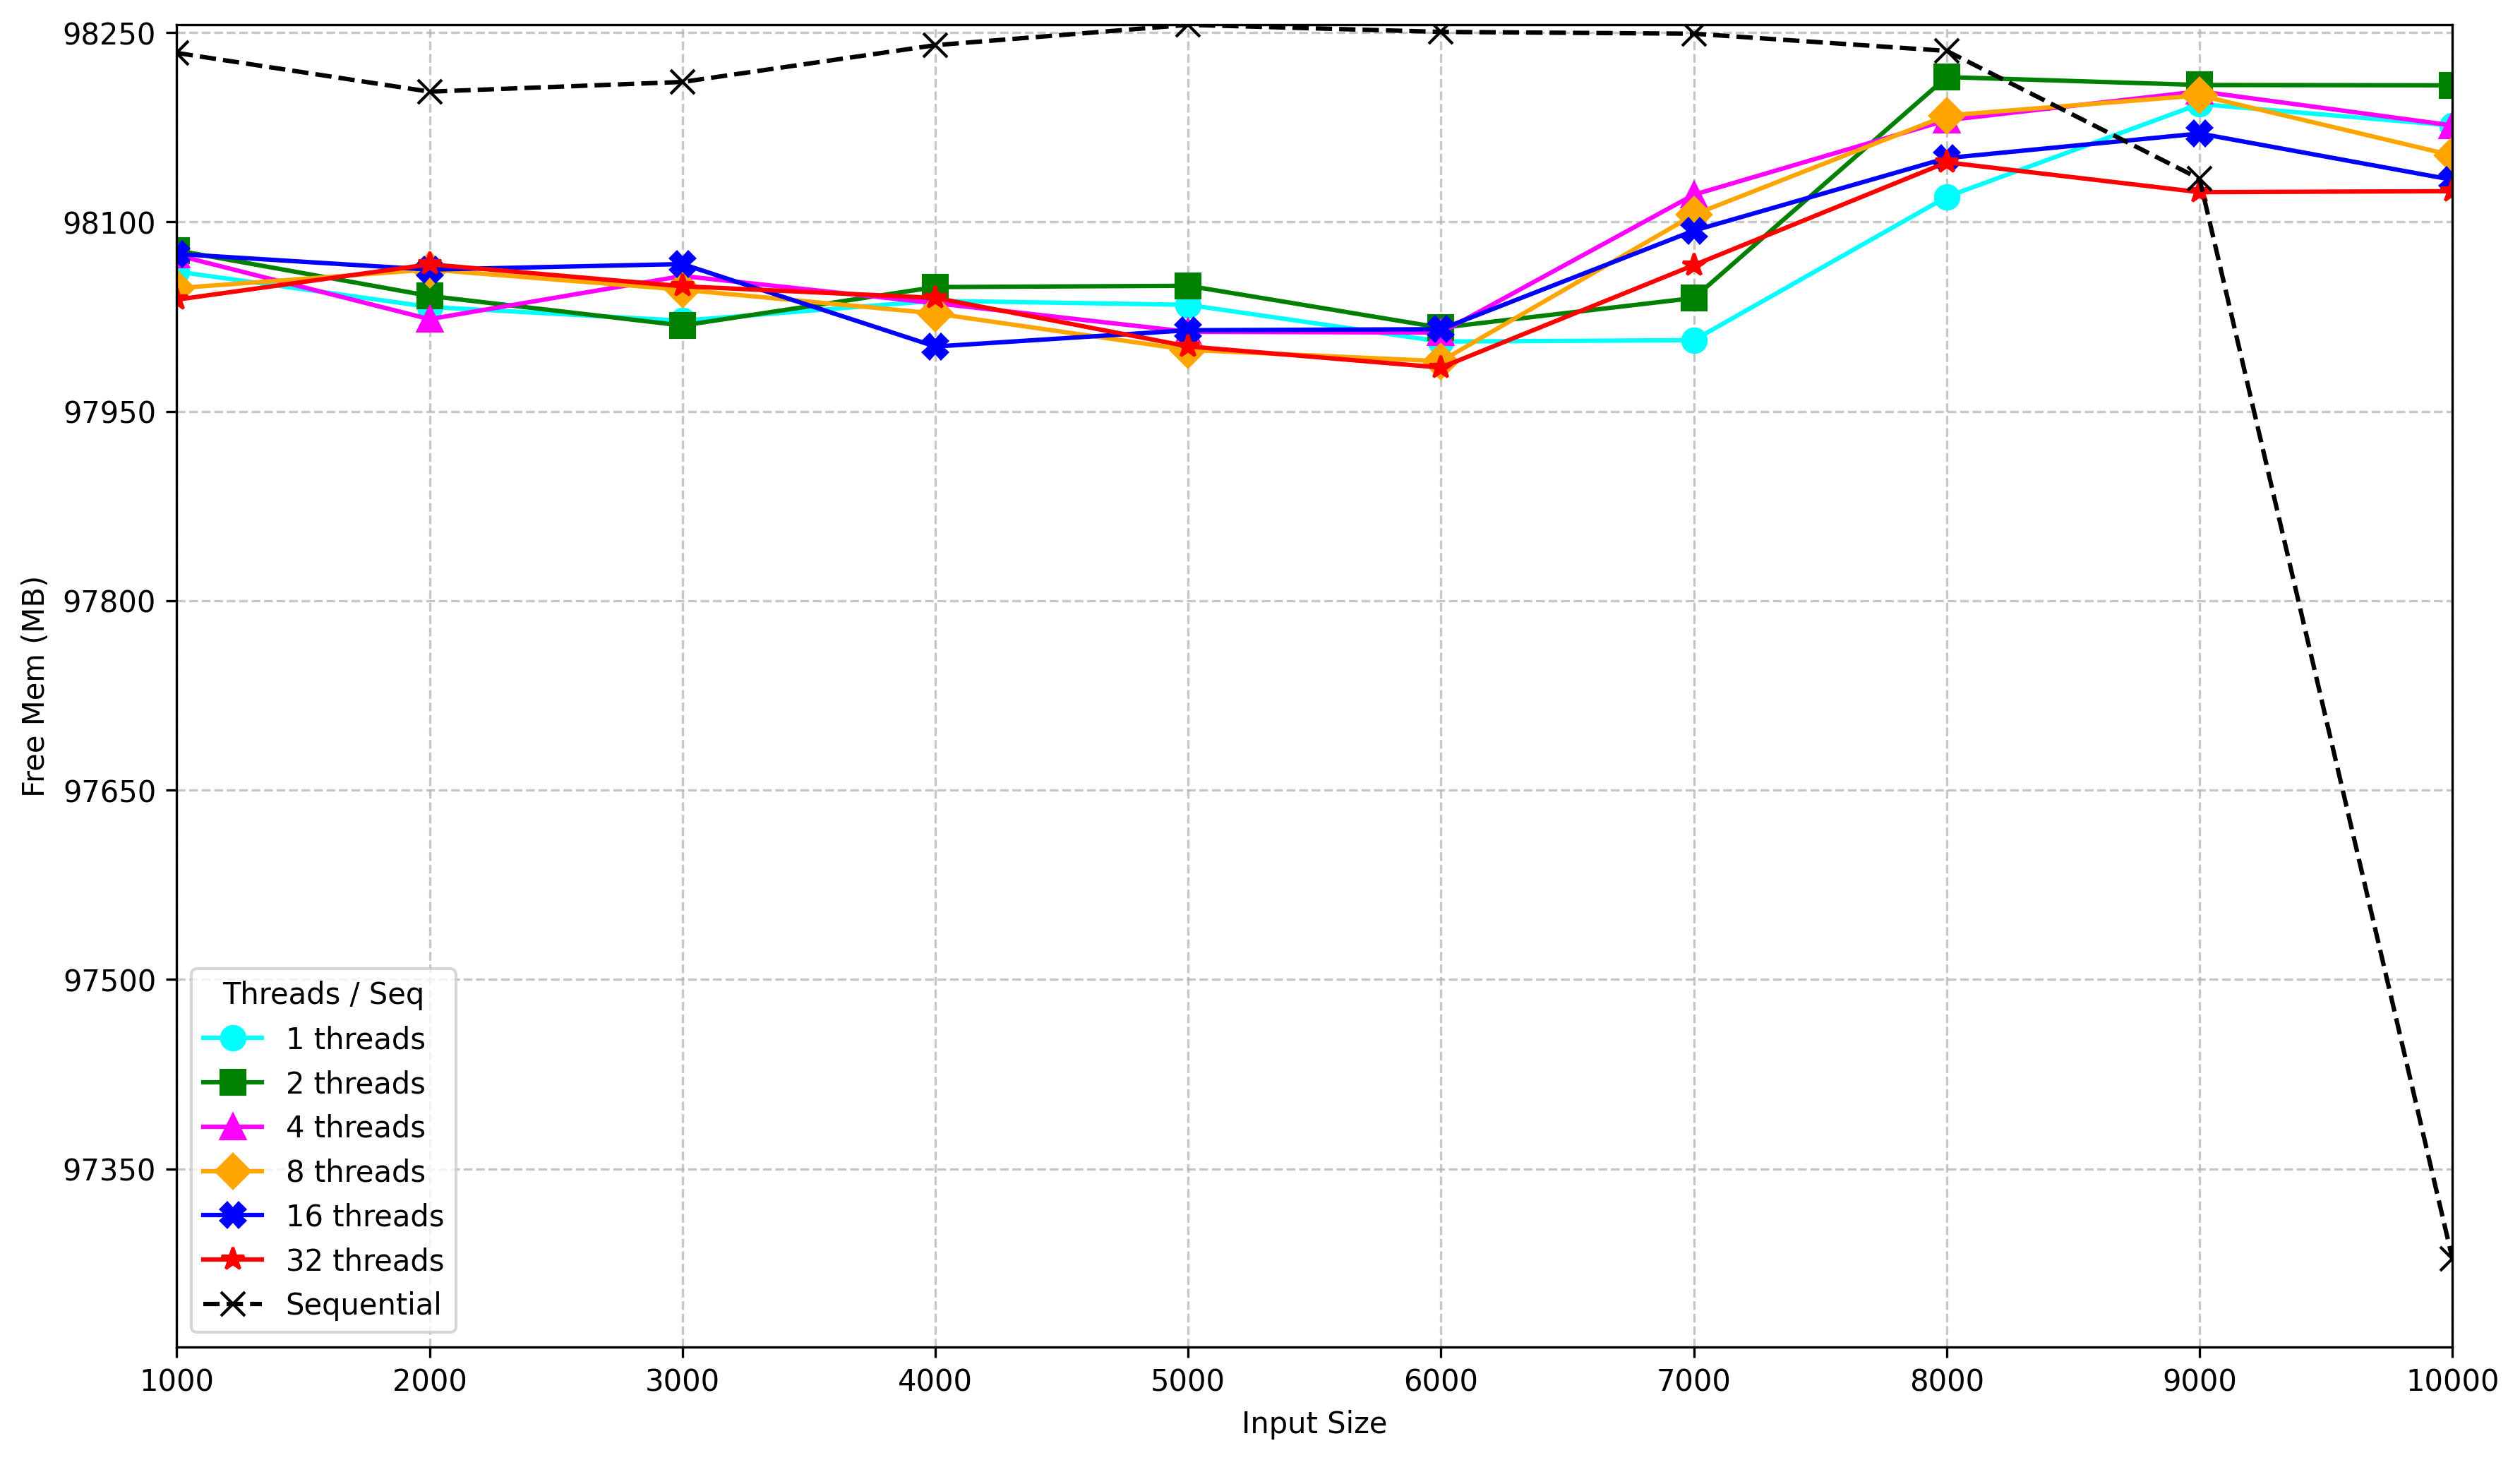 98250
98100
97950
97800
97650
97500
97350
Free Mem (MB)
Threads / Seq
1 threads
2 threads
4 threads
8 threads
16 threads
32 threads
Sequential
1000 2000 3000 4000 5000 6000 7000 8000 9000 10000
Input Size